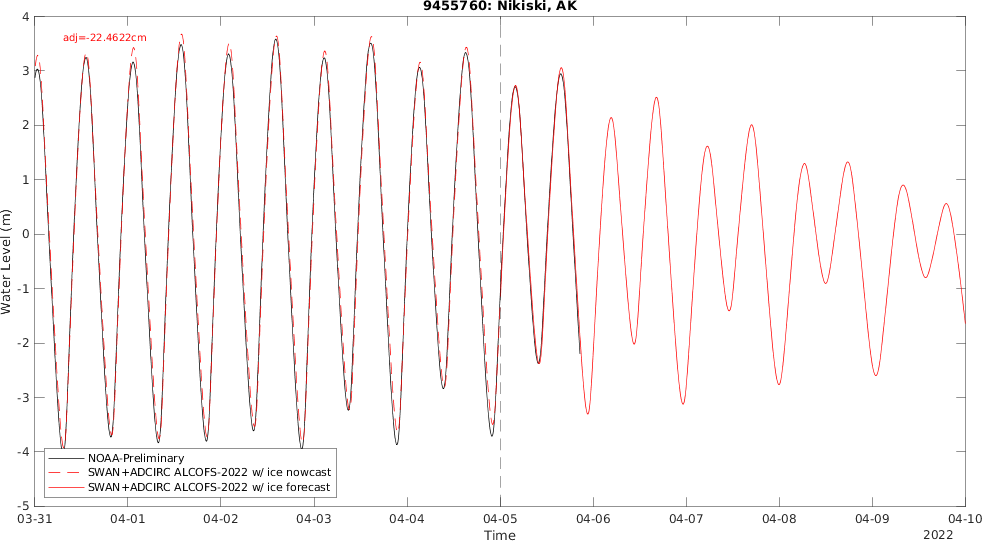 9455760: Nikiski, AK
adj=-22.4622cm
4
3
2
1
0
-1
-2
-3
-4
-5
Water Level (m)
NOAA-Preliminary
SWAN+ADCIRC ALCOFS-2022 w/ ice nowcast
SWAN+ADCIRC ALCOFS-2022 w/ ice forecast
03-31 04-01 04-02 04-03 04-04 04-05 04-06 04-07 04-08 04-09 04-10
Time
2022